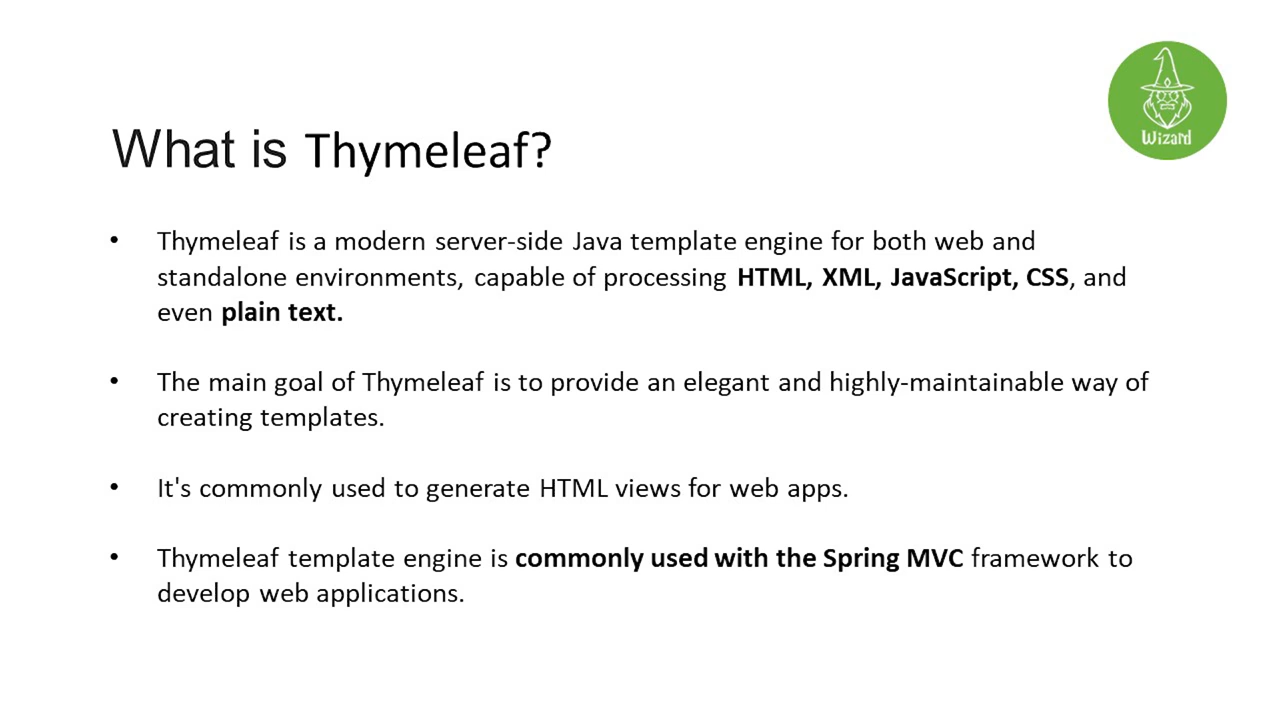 Wizard
What is Thymeleaf?
• Thymeleaf is a modern server-side Java template engine for both web and
standalone environments, capable of processing HTML, XML, JavaScript, CSS, and
even plain text.
• The main goal of Thymeleaf is to provide an elegant and highly-maintainable way of
creating templates.
• It's commonly used to generate HTML views for web apps.
• Thymeleaf template engine is commonly used with the Spring MVC framework to
develop web applications.